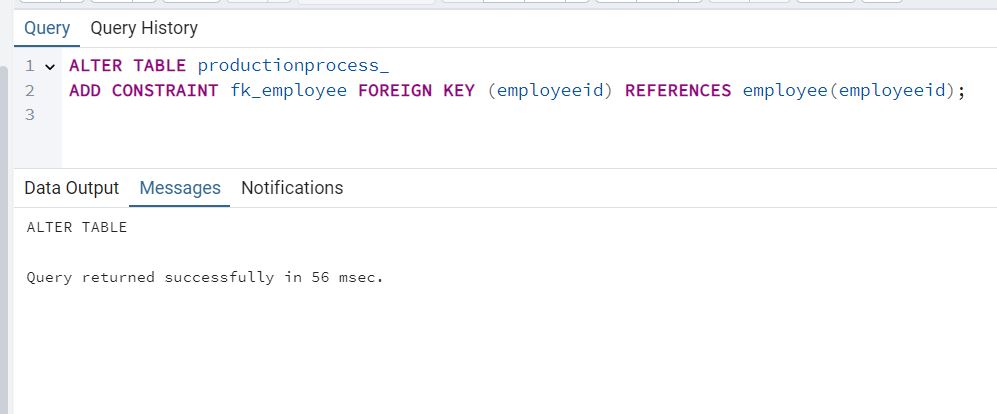 Query Query History
1 ALTER TABLE productionprocess_
2 ADD CONSTRAINT fk_employee FOREIGN KEY (employeeid) REFERENCES employee(employeeid);
3
Data Output Messages Notifications
ALTER TABLE
Query returned successfully in 56 msec.